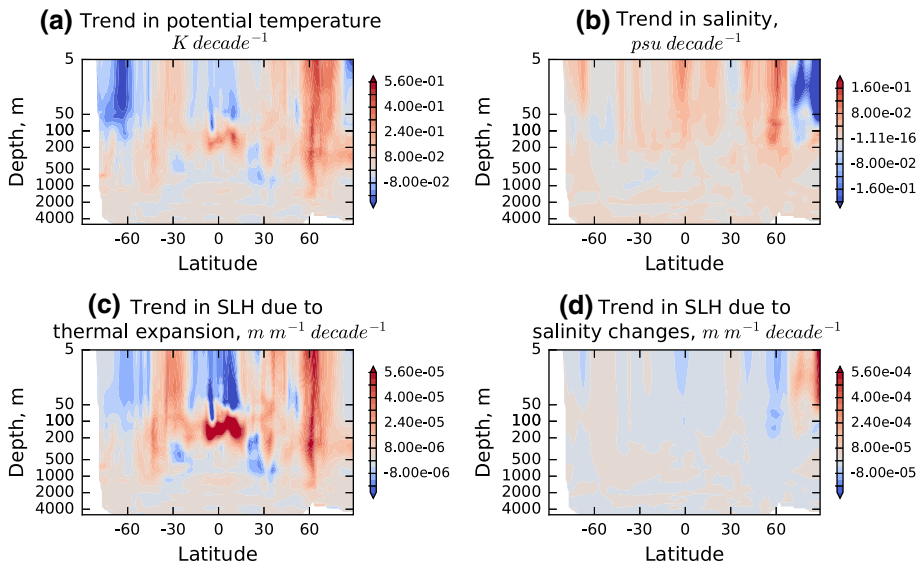 (a) Trend in potential temperature
K decade⁻¹
5
50
100
200
500
1000
2000
4000
Depth, m
-60 -30 0 30 60
Latitude
5.60e-01
4.00e-01
2.40e-01
8.00e-02
-8.00e-02
(b) Trend in salinity,
psu decade⁻¹
5
50
100
200
500
1000
2000
4000
Depth, m
-60 -30 0 30 60
Latitude
1.60e-01
8.00e-02
-1.11e-16
-8.00e-02
-1.60e-01
(c) Trend in SLH due to
thermal expansion, m m⁻¹ decade⁻¹
5
50
100
200
500
1000
2000
4000
Depth, m
-60 -30 0 30 60
Latitude
5.60e-05
4.00e-05
2.40e-05
8.00e-06
-8.00e-06
(d) Trend in SLH due to
salinity changes, m m⁻¹ decade⁻¹
5
50
100
200
500
1000
2000
4000
Depth, m
-60 -30 0 30 60
Latitude
5.60e-04
4.00e-04
2.40e-04
8.00e-05
-8.00e-05